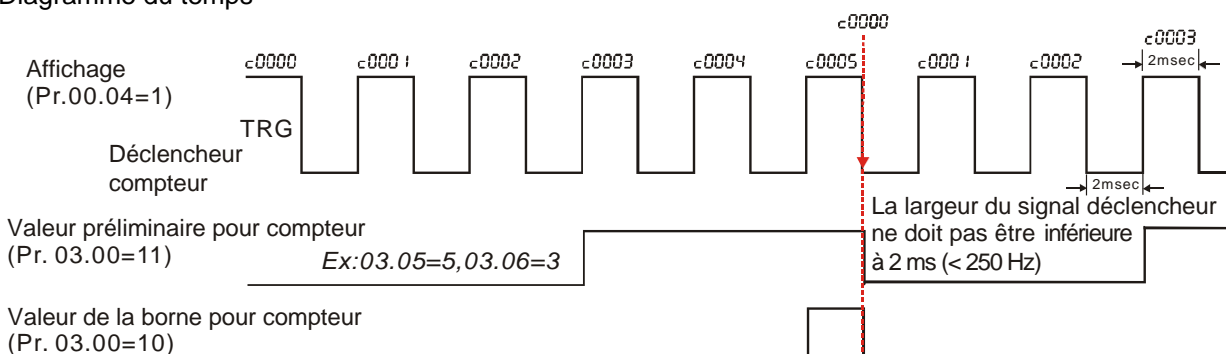 Diagramme du temps
c0000
c0000 c0001 c0002 c0003 c0004 c0005 c0001 c0002 c0003
Affichage
(Pr.00.04=1)
2msec
TRG
Déclencheur
compteur
2msec
Valeur préliminaire pour compteur
(Pr. 03.00=11)
Ex:03.05=5,03.06=3
La largeur du signal déclencheur
ne doit pas être inférieure
à 2 ms (< 250 Hz)
Valeur de la borne pour compteur
(Pr. 03.00=10)